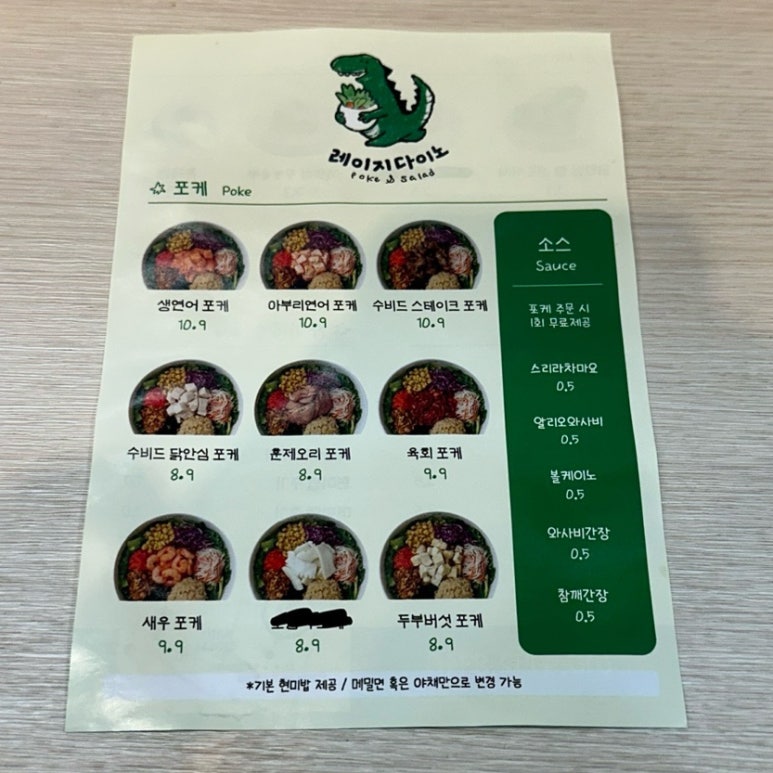 레이지다이노
Poke & Salad
포케 Poke
생연어 포케
10.9
아부리연어 포케
10.9
수비드 스테이크 포케
10.9
수비드 닭안심 포케
8.9
훈제오리 포케
8.9
육회 포케
9.9
새우 포케
9.9
8.9
두부버섯 포케
8.9
소스
Sauce
포케 주문 시
1회 무료제공
스리라차마요
0.5
알리오와사비
0.5
볼케이노
0.5
와사비간장
0.5
참깨간장
0.5
*기본 현미밥 제공 / 메밀면 혹은 야채만으로 변경 가능